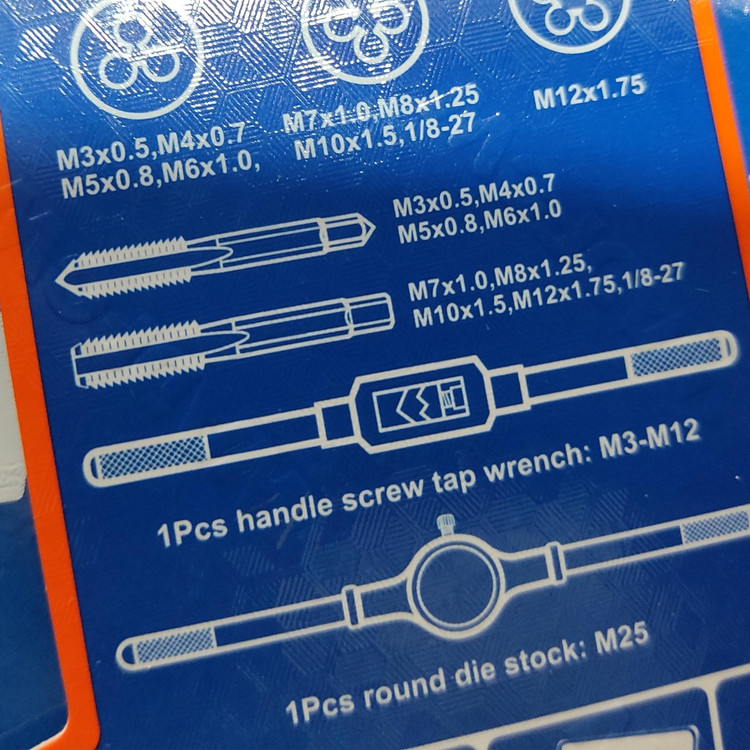 M3x0.5,M4x0.7
M5x0.8,M6x1.0,
M7x1.0,M8x1.25
M10x1.5,1/8-27
M12x1.75
M3x0.5,M4x0.7
M5x0.8,M6x1.0
M7x1.0,M8x1.25,
M10x1.5,M12x1.75,1/8-27
1Pcs handle screw tap wrench: M3-M12
1Pcs round die stock: M25